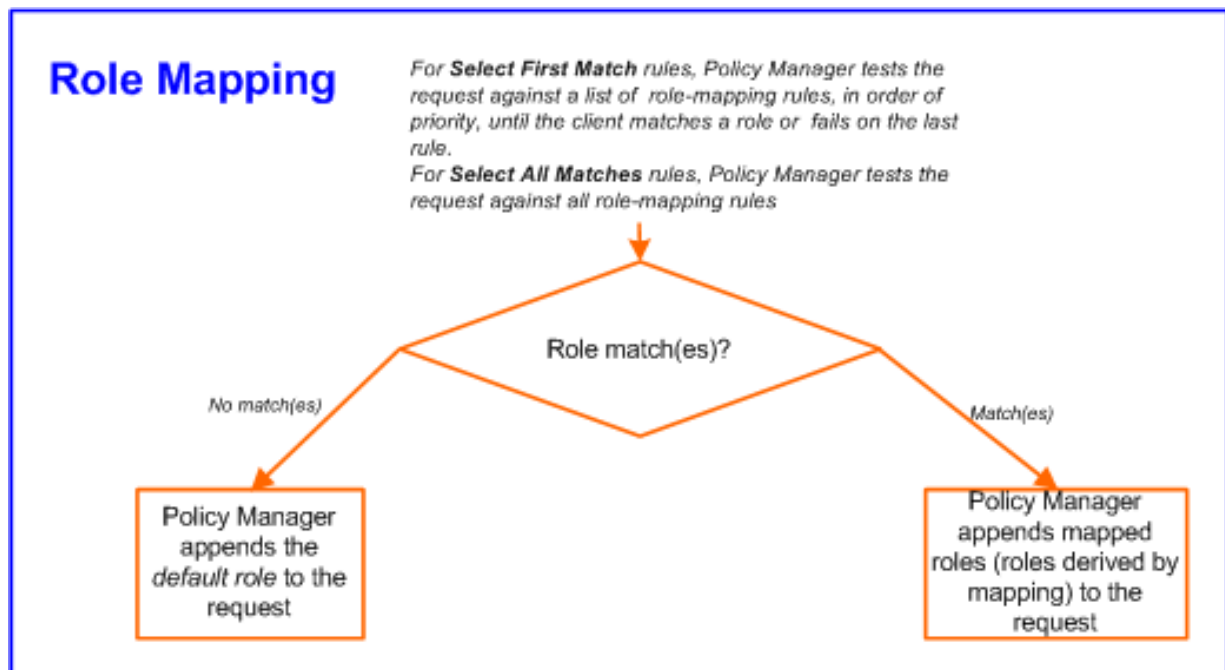 Role Mapping
For Select First Match rules, Policy Manager tests the
request against a list of role-mapping rules, in order of
priority, until the client matches a role or fails on the last
rule.
For Select All Matches rules, Policy Manager tests the
request against all role-mapping rules
Role match(es)?
No match(es)
Match(es)
Policy Manager
appends the
default role to the
request
Policy Manager
appends mapped
roles (roles derived by
mapping) to the
request